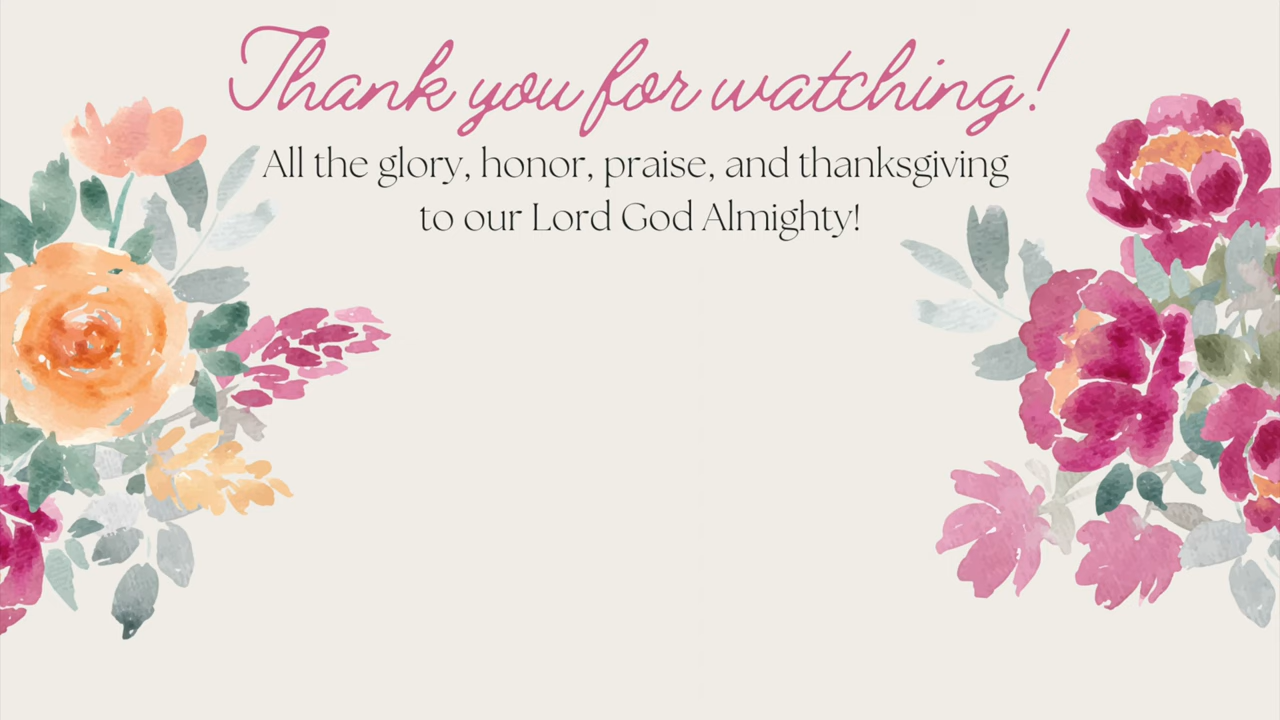 Thank you for watching!
All the glory, honor, praise, and thanksgiving
to our Lord God Almighty!